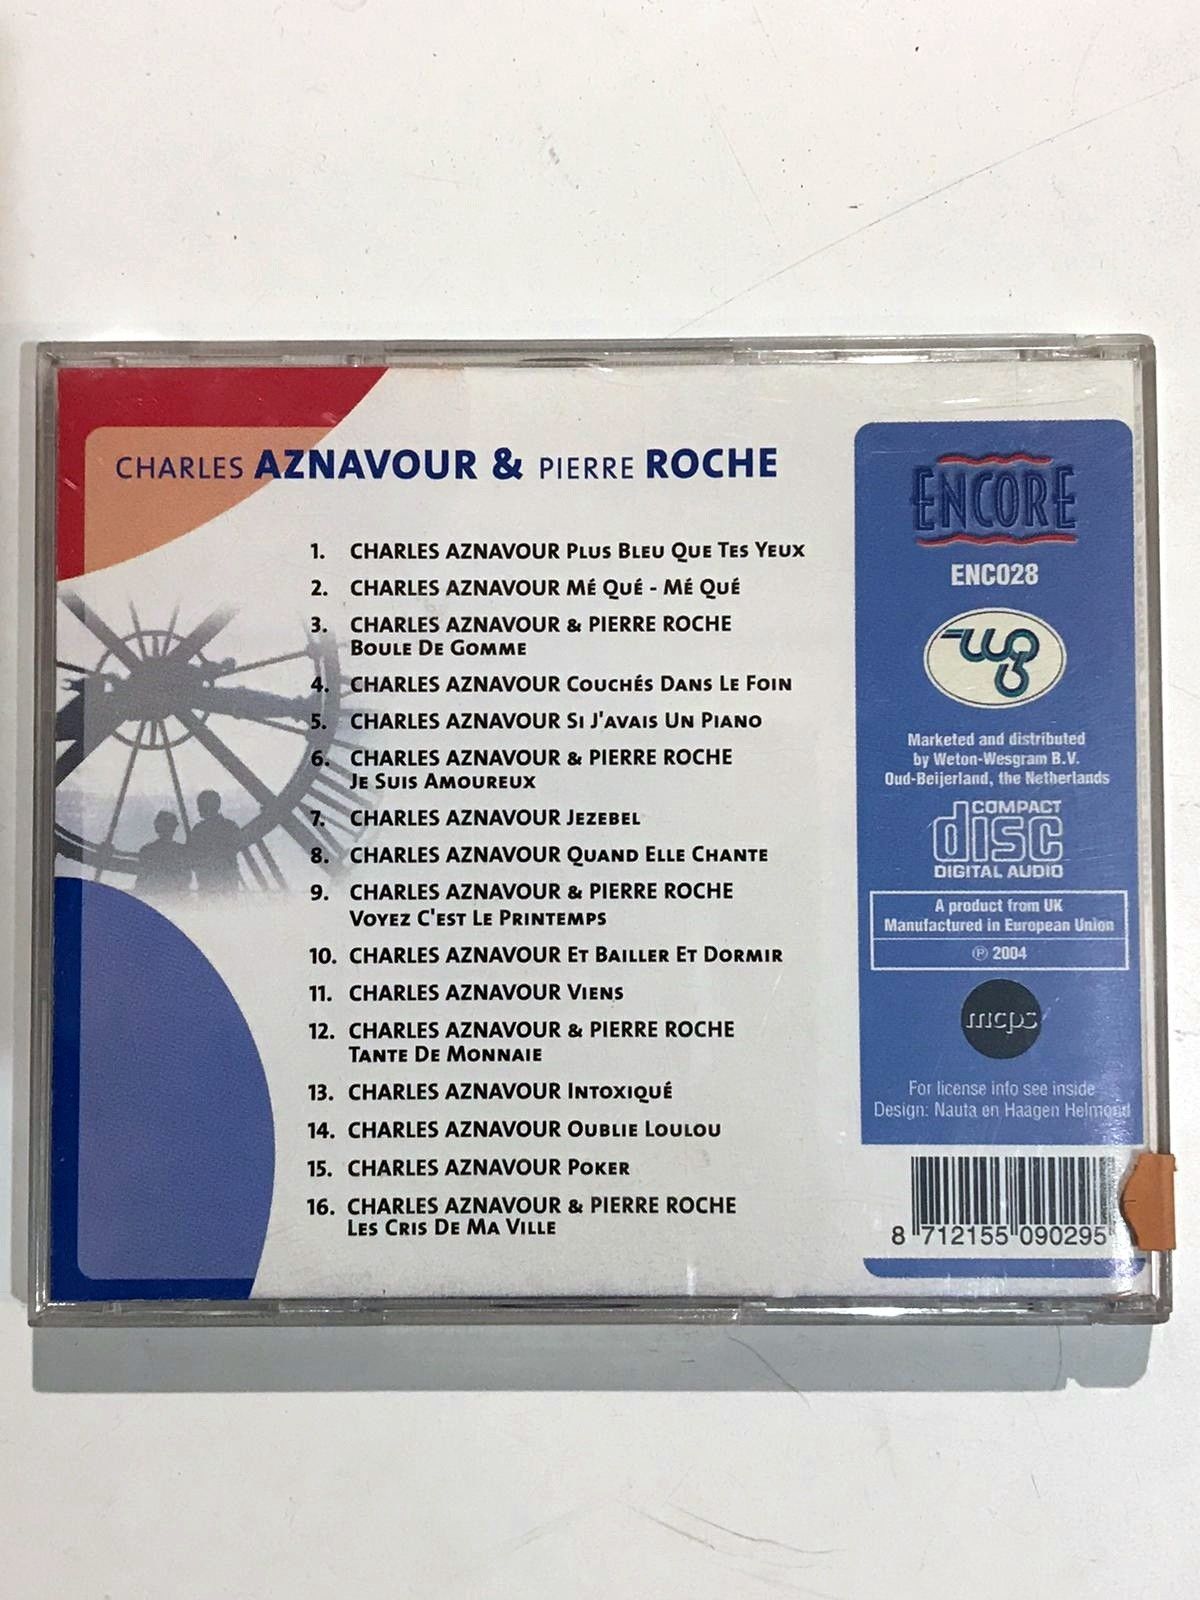 CHARLES AZNAVOUR & PIERRE ROCHE
1. CHARLES AZNAVOUR PLUS BLEU QUE TES YEUX
2. CHARLES AZNAVOUR MÉ QUÉ - MÉ QUÉ
3. CHARLES AZNAVOUR & PIERRE ROCHE
BOULE DE GOMME
4. CHARLES AZNAVOUR COUCHÉS DANS LE FOIN
5. CHARLES AZNAVOUR SI J'AVAIS UN PIANO
6. CHARLES AZNAVOUR & PIERRE ROCHE
JE SUIS AMOUREUX
7. CHARLES AZNAVOUR JEZEBEL
8. CHARLES AZNAVOUR QUAND ELLE CHANTE
9. CHARLES AZNAVOUR & PIERRE ROCHE
VOYEZ C'EST LE PRINTEMPS
10. CHARLES AZNAVOUR ET BAILLER ET DORMIR
11. CHARLES AZNAVOUR VIENS
12. CHARLES AZNAVOUR & PIERRE ROCHE
TANTE DE MONNAIE
13. CHARLES AZNAVOUR INTOXIQUÉ
14. CHARLES AZNAVOUR OUBLIE LOULOU
15. CHARLES AZNAVOUR POKER
16. CHARLES AZNAVOUR & PIERRE ROCHE
LES CRIS DE MA VILLE
ENCORE
ENC028
wg
Marketed and distributed
by Weton-Wesgram B.V.
Oud-Beijerland, the Netherlands
COMPACT
disc
DIGITAL AUDIO
A product from UK
Manufactured in European Union
℗ 2004
mcps
For license info see inside
Design: Nauta en Haagen Helmond
8 712155 090295